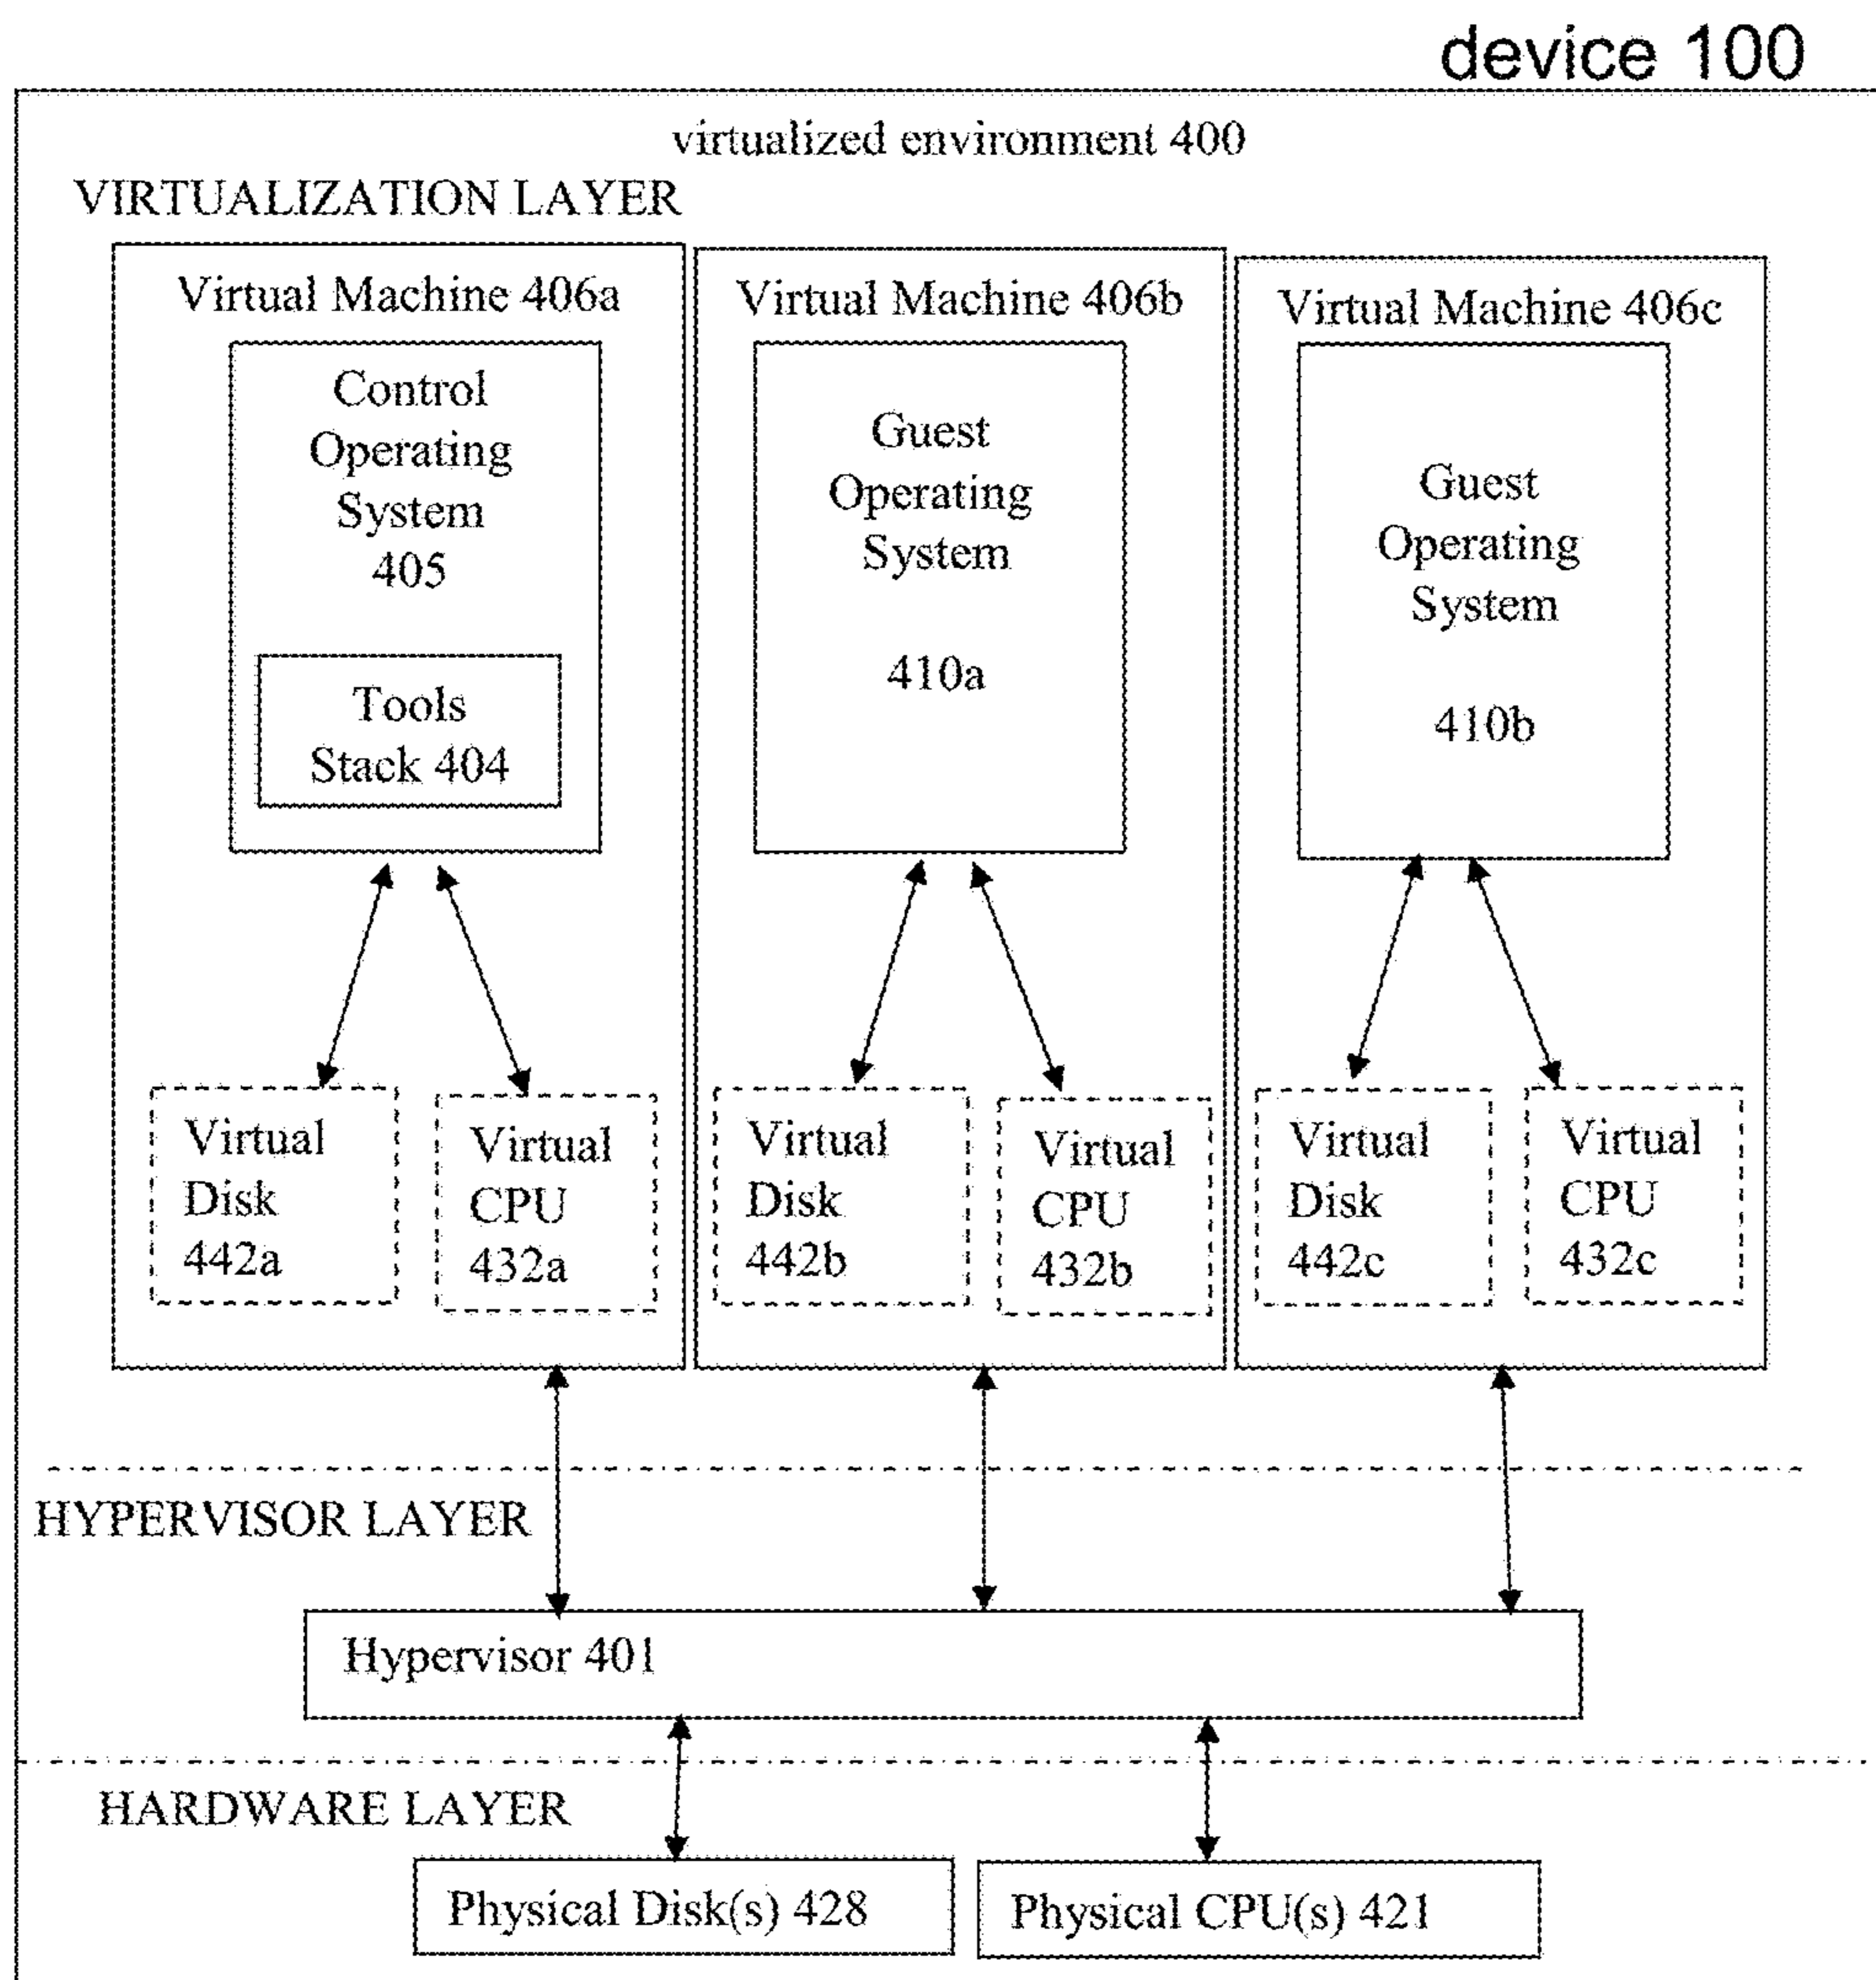 device 100
virtualized environment 400
VIRTUALIZATION LAYER
Virtual Machine 406a
Control
Operating
System
405
Tools
Stack 404
Virtual
Disk
442a
Virtual
CPU
432a
Virtual Machine 406b
Guest
Operating
System
410a
Virtual
Disk
442b
Virtual
CPU
432b
Virtual Machine 406c
Guest
Operating
System
410b
Virtual
Disk
442c
Virtual
CPU
432c
HYPERVISOR LAYER
Hypervisor 401
HARDWARE LAYER
Physical Disk(s) 428
Physical CPU(s) 421